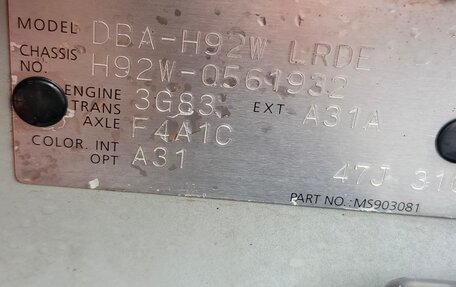 MODEL DBA-H92W LRDE
CHASSIS NO. H92W-0561932
ENGINE 3G83 EXT A31A
TRANS AXLE F4A1C
COLOR. INT A31
OPT 47J
PART NO.: MS903081